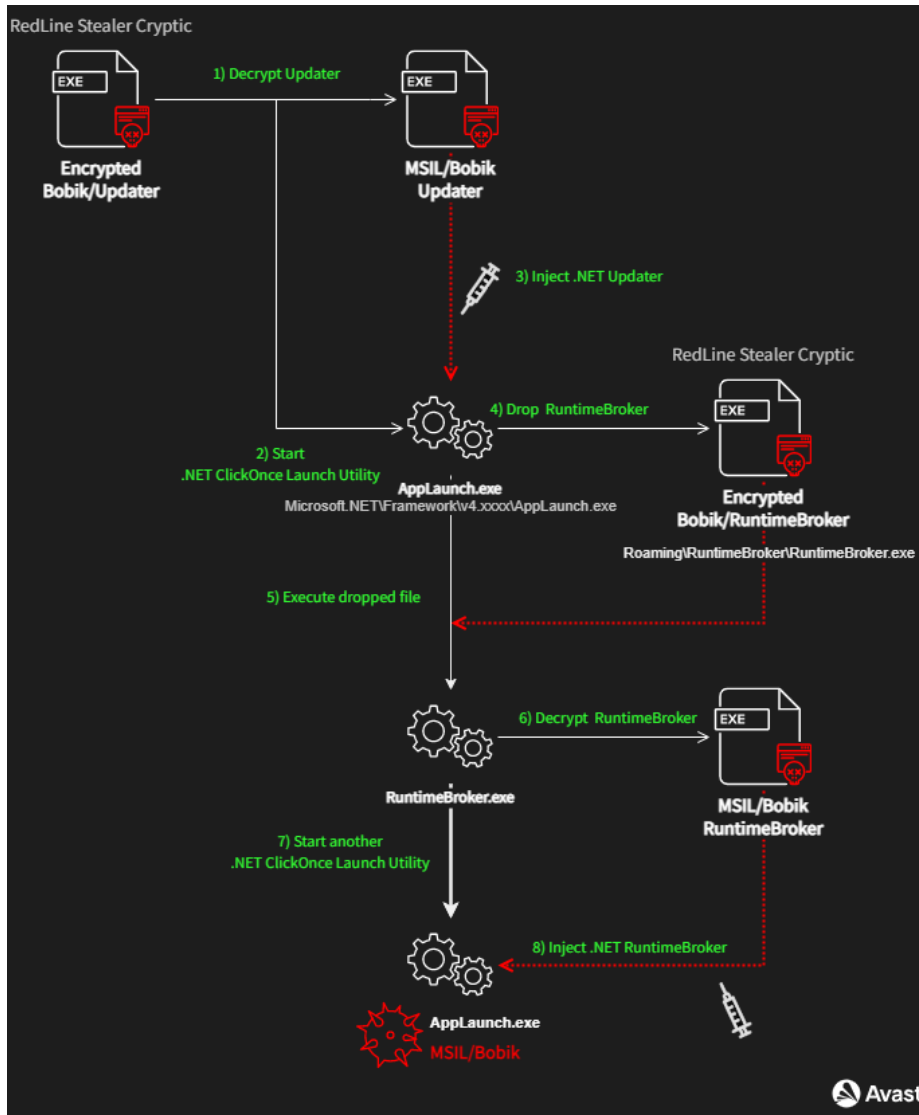 RedLine Stealer Cryptic
EXE
1) Decrypt Updater
EXE
Encrypted
Bobik/Updater
MSIL/Bobik
Updater
3) Inject .NET Updater
RedLine Stealer Cryptic
4) Drop RuntimeBroker
EXE
2) Start
.NET ClickOnce Launch Utility
AppLaunch.exe
Microsoft.NET\Framework\v4.xxxx\AppLaunch.exe
Encrypted
Bobik/RuntimeBroker
Roaming\RuntimeBroker\RuntimeBroker.exe
5) Execute dropped file
6) Decrypt RuntimeBroker
EXE
RuntimeBroker.exe
MSIL/Bobik
RuntimeBroker
7) Start another
.NET ClickOnce Launch Utility
8) Inject .NET RuntimeBroker
AppLaunch.exe
MSIL/Bobik
Avast